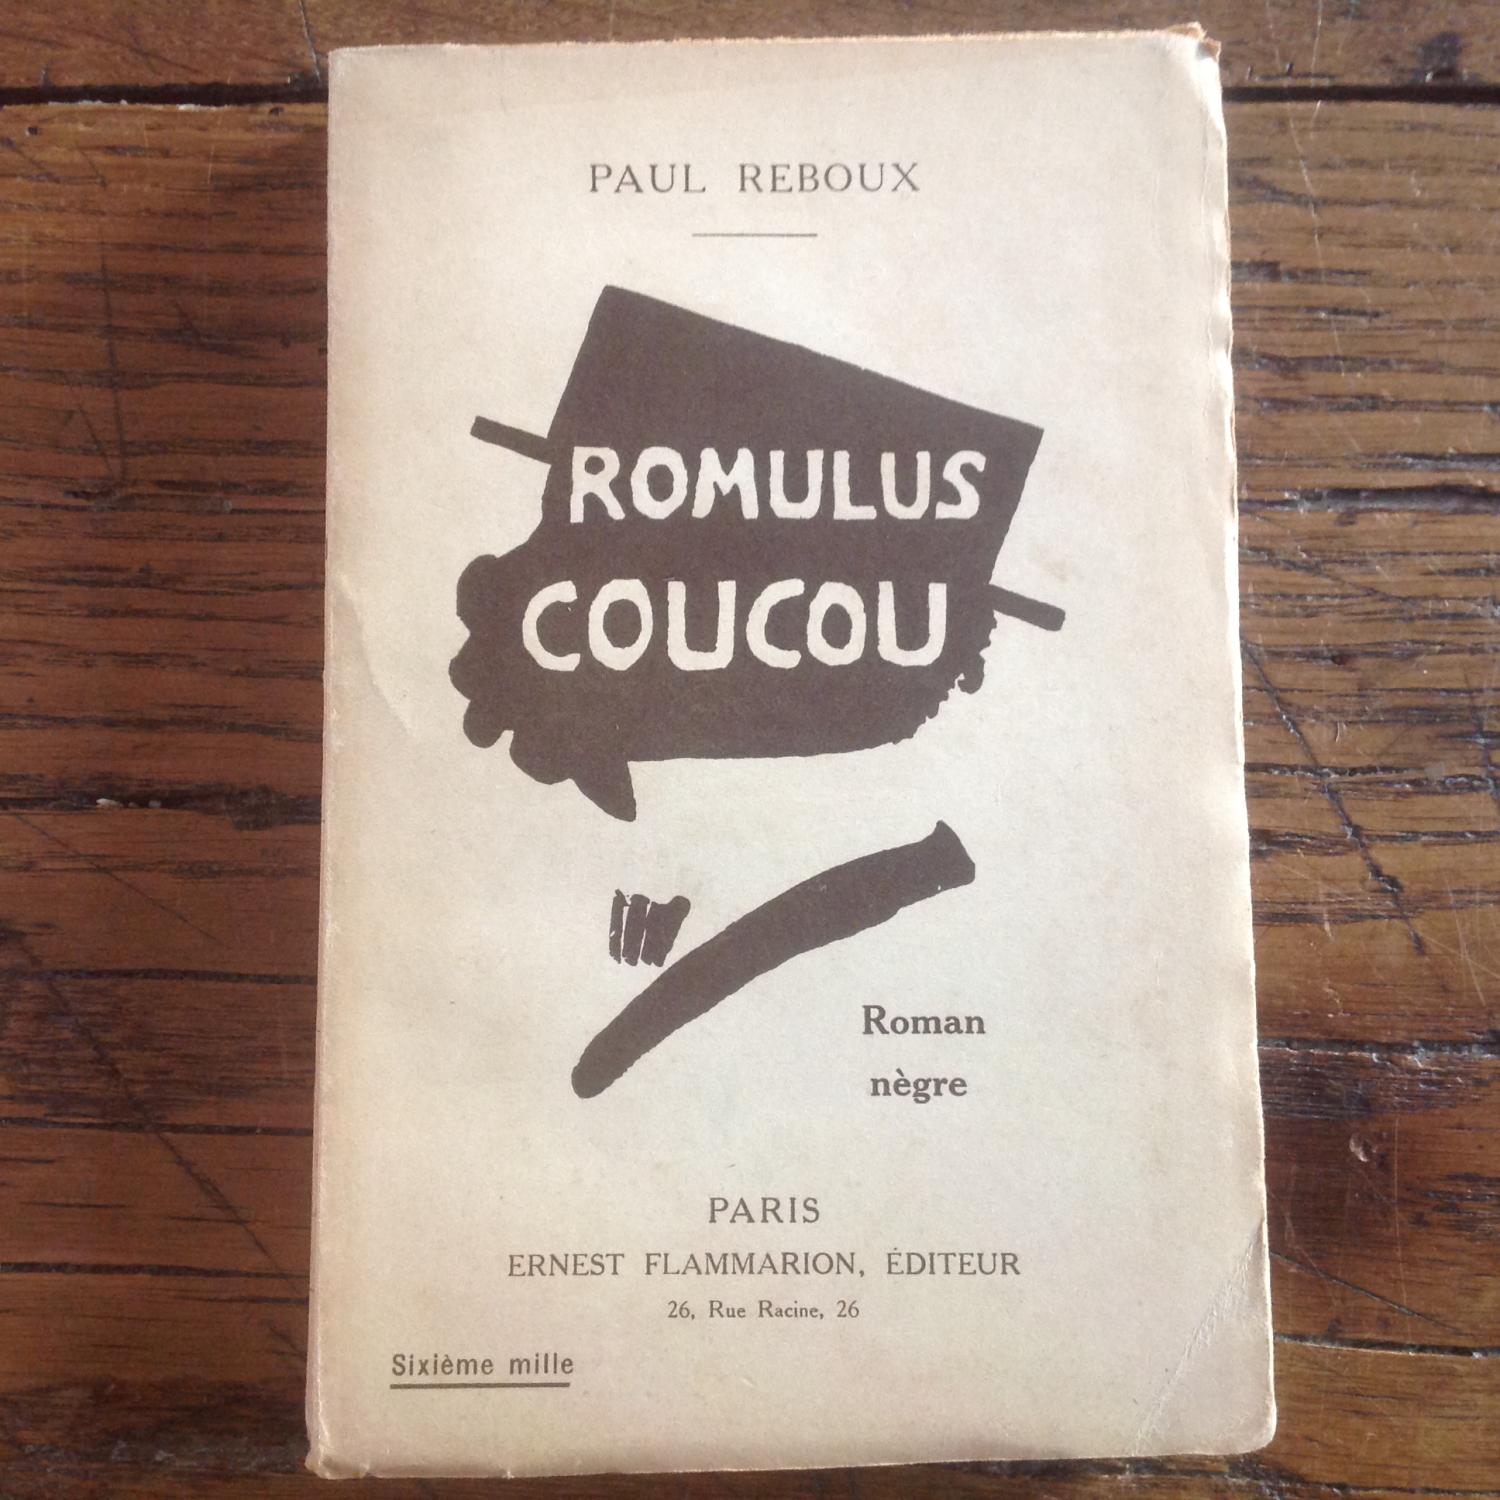 PAUL REBOUX
ROMULUS
COUCOU
Roman
nègre
PARIS
ERNEST FLAMMARION, ÉDITEUR
26, Rue Racine, 26
Sixième mille